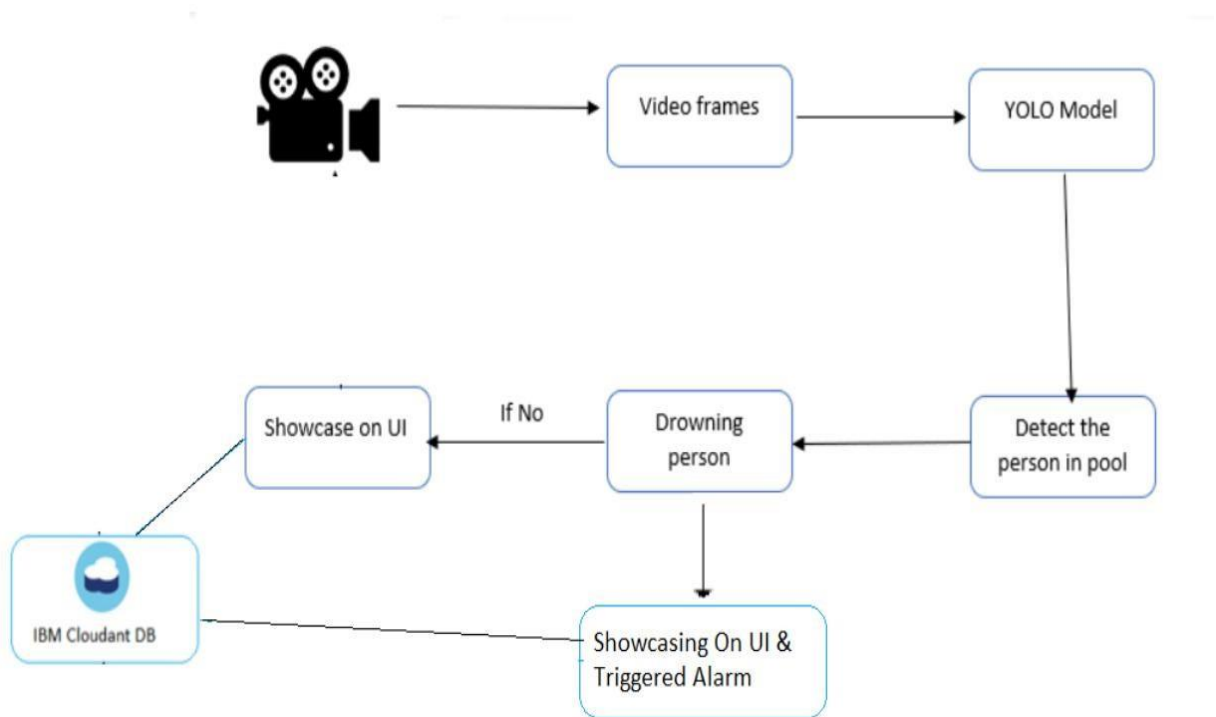 Video frames
YOLO Model
Showcase on UI
If No
Drowning
person
Detect the
person in pool
IBM Cloudant DB
Showcasing On UI &
Triggered Alarm